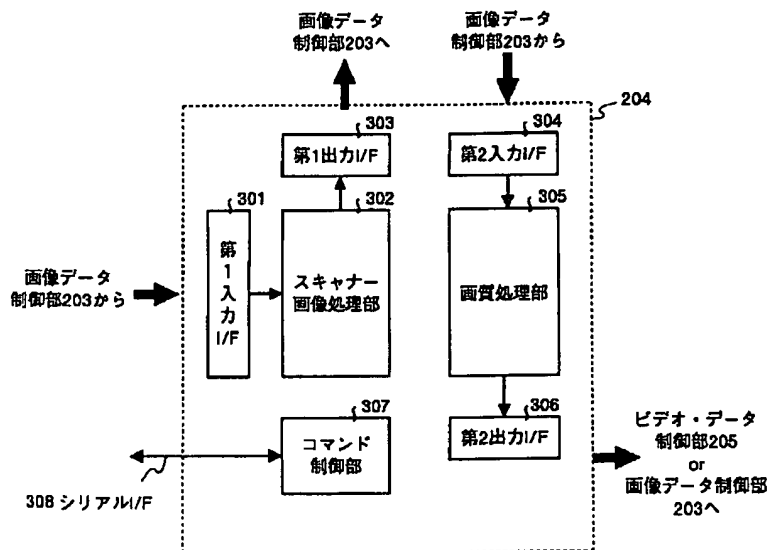 画像データ
制御部203へ
画像データ
制御部203から
204
303
第1出力I/F
304
第2入力I/F
301
第1入力I/F
302
スキャナー
画像処理部
305
画質処理部
画像データ
制御部203から
307
コマンド
制御部
306
第2出力I/F
308 シリアルI/F
ビデオ・データ
制御部205
or
画像データ制御部
203へ